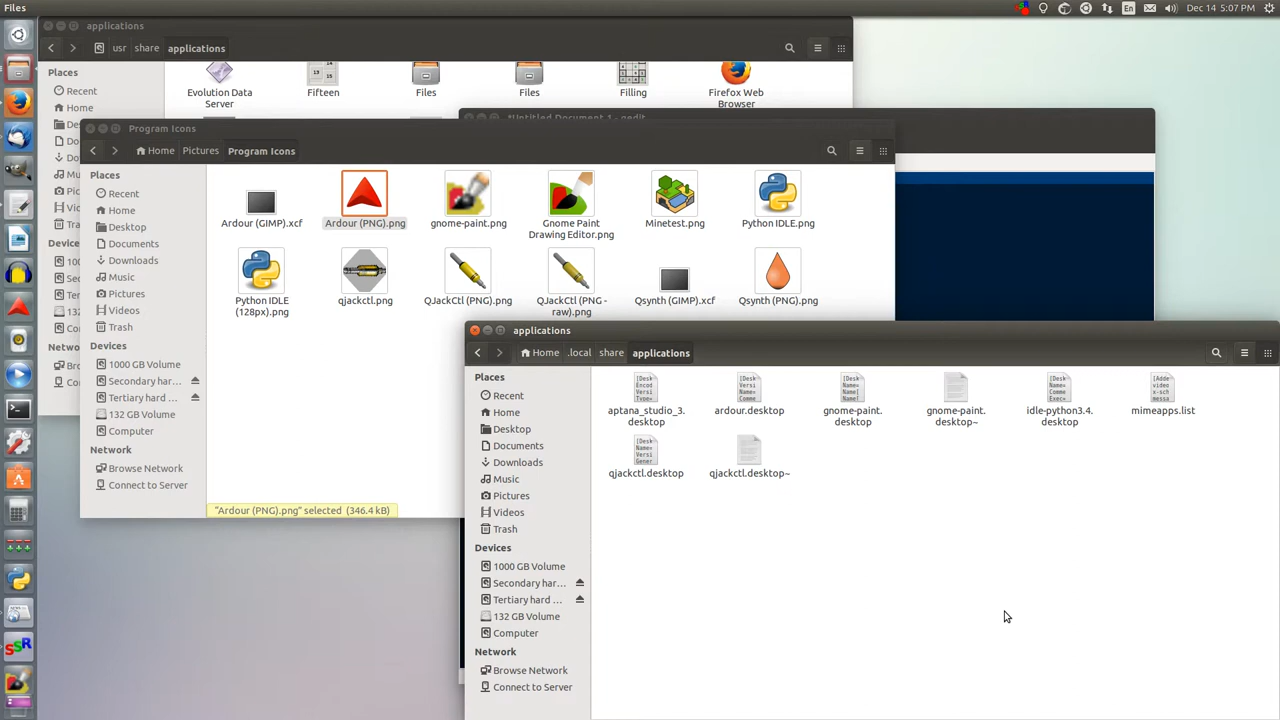 Files
En
Dec 14 5:07 PM
applications
usr
share
applications
Places
Recent
Home
Evolution Data
Server
Fifteen
Files
Files
Filling
Firefox Web
Browser
Program Icons
Home
Pictures
Program Icons
Places
Recent
Home
Desktop
Documents
Downloads
Music
Pictures
Videos
Trash
Devices
1000 GB Volume
Secondary har...
Tertiary hard ...
132 GB Volume
Computer
Network
Browse Network
Connect to Server
Ardour (GIMP).xcf
Ardour (PNG).png
gnome-paint.png
Gnome Paint
Drawing Editor.png
Minetest.png
Python IDLE.png
Python IDLE
(128px).png
qjackctl.png
QJackCtl (PNG).png
QJackCtl (PNG -
raw).png
Qsynth (GIMP).xcf
Qsynth (PNG).png
"Ardour (PNG).png" selected (346.4 kB)
applications
Home
.local
share
applications
Places
Recent
Home
Desktop
Documents
Downloads
Music
Pictures
Videos
Trash
Devices
1000 GB Volume
Secondary har...
Tertiary hard ...
132 GB Volume
Computer
Network
Browse Network
Connect to Server
aptana_studio_3.
desktop
ardour.desktop
gnome-paint.
desktop
gnome-paint.
desktop~
idle-python3.4.
desktop
mimeapps.list
qjackctl.desktop
qjackctl.desktop~